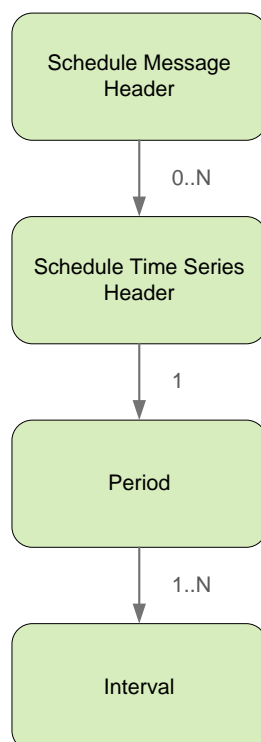 Schedule Message
Header
0..N
Schedule Time Series
Header
1
Period
1..N
Interval